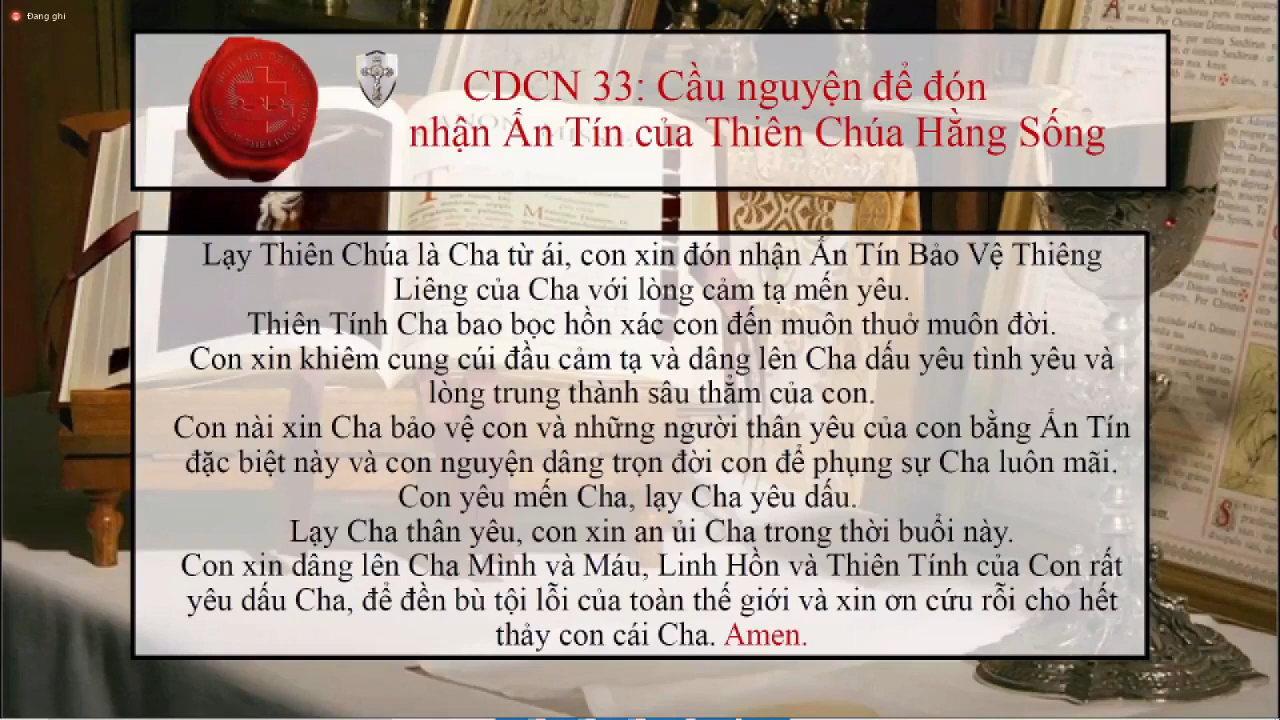 Đang ghi
CDCN 33: Cầu nguyện để đón
nhận Ấn Tín của Thiên Chúa Hằng Sống
Lạy Thiên Chúa là Cha từ ái, con xin đón nhận Ấn Tín Bảo Vệ Thiêng
Liêng của Cha với lòng cảm tạ mến yêu.
Thiên Tính Cha bao bọc hồn xác con đến muôn thuở muôn đời.
Con xin khiêm cung cúi đầu cảm tạ và dâng lên Cha dấu yêu tình yêu và
lòng trung thành sâu thẳm của con.
Con nài xin Cha bảo vệ con và những người thân yêu của con bằng Ấn Tín
đặc biệt này và con nguyện dâng trọn đời con để phụng sự Cha luôn mãi.
Con yêu mến Cha, lạy Cha yêu dấu.
Lạy Cha thân yêu, con xin an ủi Cha trong thời buổi này.
Con xin dâng lên Cha Mình và Máu, Linh Hồn và Thiên Tính của Con rất
yêu dấu Cha, để đền bù tội lỗi của toàn thế giới và xin ơn cứu rỗi cho hết
thảy con cái Cha. Amen.